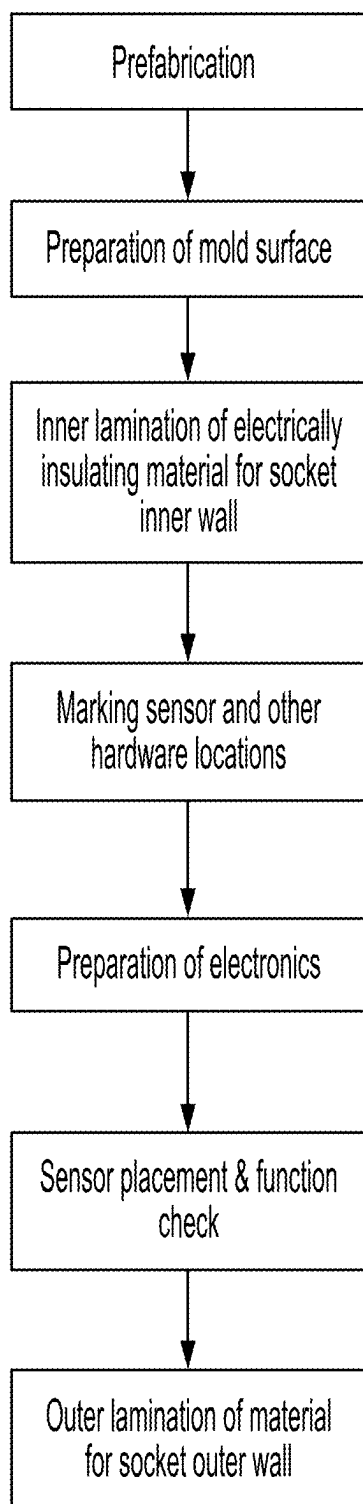 Prefabrication
Preparation of mold surface
Inner lamination of electrically
insulating material for socket
inner wall
Marking sensor and other
hardware locations
Preparation of electronics
Sensor placement & function
check
Outer lamination of material
for socket outer wall